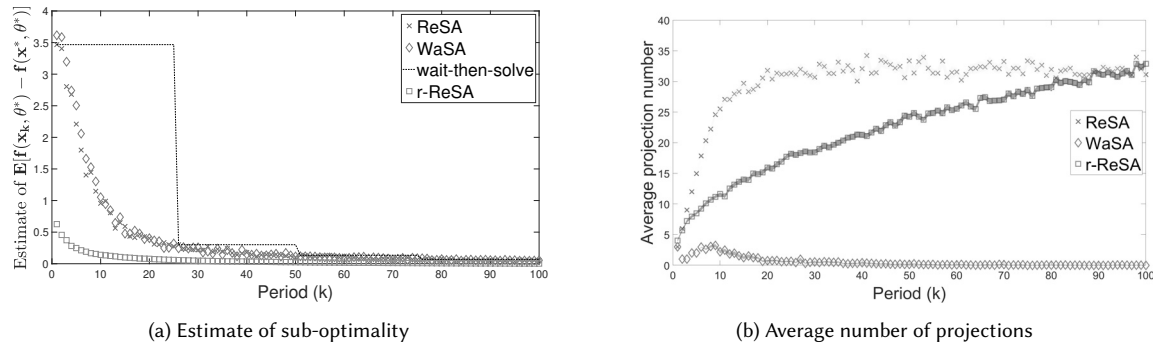 Estimate of E[f(x_k, θ*) − f(x*, θ*)]
4
3.5
3
2.5
2
1.5
1
0.5
0
0 10 20 30 40 50 60 70 80 90 100
Period (k)
ReSA
WaSA
wait-then-solve
r-ReSA
(a) Estimate of sub-optimality
Average projection number
40
35
30
25
20
15
10
5
0
0 10 20 30 40 50 60 70 80 90 100
Period (k)
ReSA
WaSA
r-ReSA
(b) Average number of projections